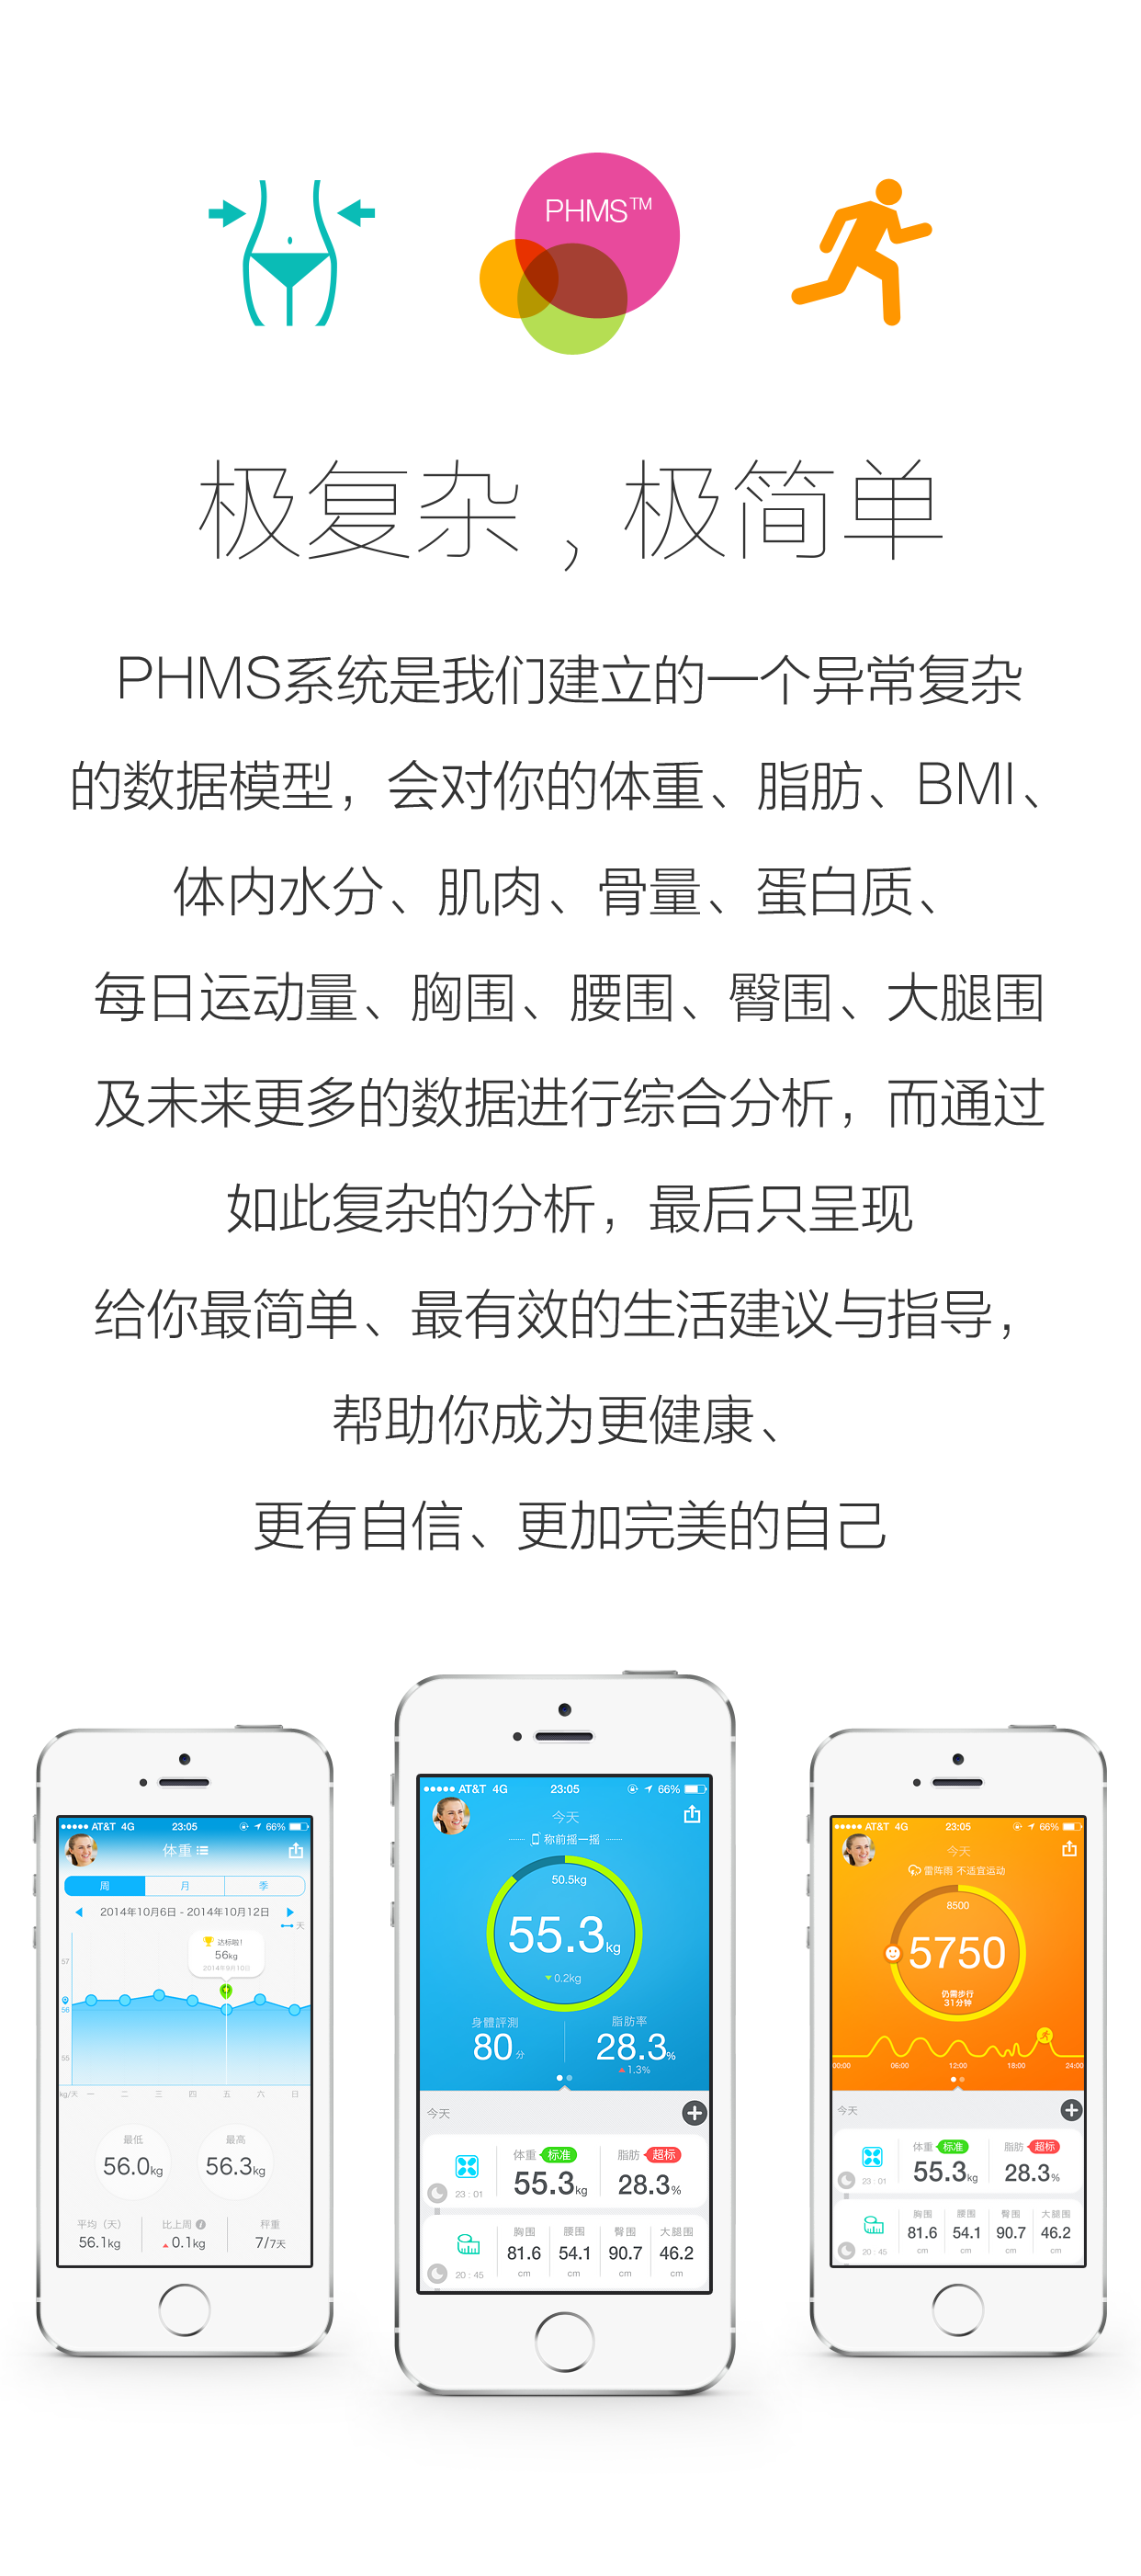 PHMS™
极复杂，极简单
PHMS系统是我们建立的一个异常复杂
的数据模型，会对你的体重、脂肪、BMI、
体内水分、肌肉、骨量、蛋白质、
每日运动量、胸围、腰围、臀围、大腿围
及未来更多的数据进行综合分析，而通过
如此复杂的分析，最后只呈现
给你最简单、最有效的生活建议与指导，
帮助你成为更健康、
更有自信、更加完美的自己
AT&T 4G 23:05 66%
体重
周 月 季
2014年10月6日 - 2014年10月12日
天
达标啦！
56kg
2014年9月10日
57
56
55
kg/天 一 二 三 四 五 六 日
最低 最高
56.0kg 56.3kg
平均（天） 比上周 秤重
56.1kg 0.1kg 7/7天
AT&T 4G 23:05 66%
今天
称前摇一摇
50.5kg
55.3kg
0.2kg
身體評測 脂肪率
80分 28.3%
1.3%
今天
体重 标准 脂肪 超标
55.3kg 28.3%
23 : 01
胸围 腰围 臀围 大腿围
81.6 54.1 90.7 46.2
20 : 45 cm cm cm cm
AT&T 4G 23:05 66%
今天
雷阵雨 不适宜运动
8500
5750
仍需步行
31分钟
00:00 06:00 12:00 18:00 24:00
今天
体重 标准 脂肪 超标
55.3kg 28.3%
23 : 01
胸围 腰围 臀围 大腿围
81.6 54.1 90.7 46.2
20 : 45 cm cm cm cm